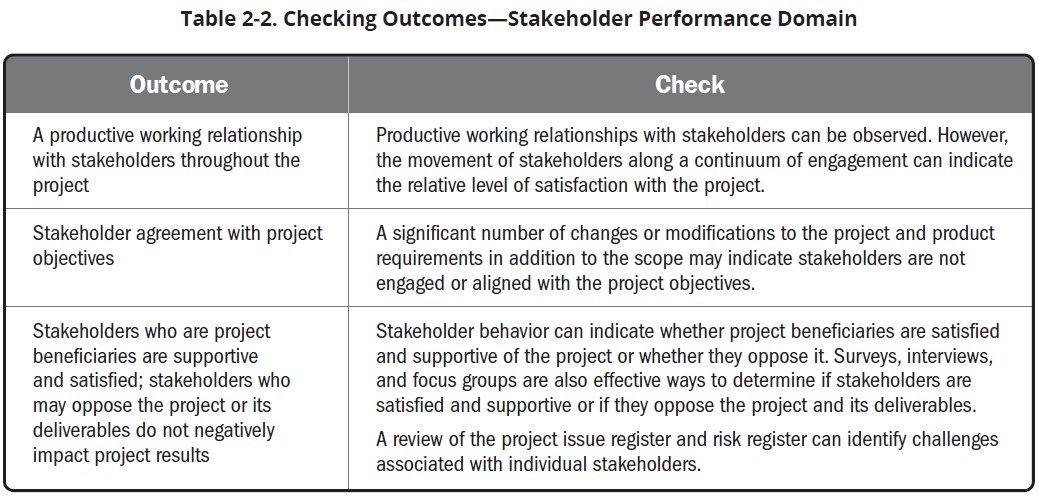 Table 2-2. Checking Outcomes—Stakeholder Performance Domain
Outcome
Check
A productive working relationship
with stakeholders throughout the
project
Productive working relationships with stakeholders can be observed. However,
the movement of stakeholders along a continuum of engagement can indicate
the relative level of satisfaction with the project.
Stakeholder agreement with project
objectives
A significant number of changes or modifications to the project and product
requirements in addition to the scope may indicate stakeholders are not
engaged or aligned with the project objectives.
Stakeholders who are project
beneficiaries are supportive
and satisfied; stakeholders who
may oppose the project or its
deliverables do not negatively
impact project results
Stakeholder behavior can indicate whether project beneficiaries are satisfied
and supportive of the project or whether they oppose it. Surveys, interviews,
and focus groups are also effective ways to determine if stakeholders are
satisfied and supportive or if they oppose the project and its deliverables.
A review of the project issue register and risk register can identify challenges
associated with individual stakeholders.